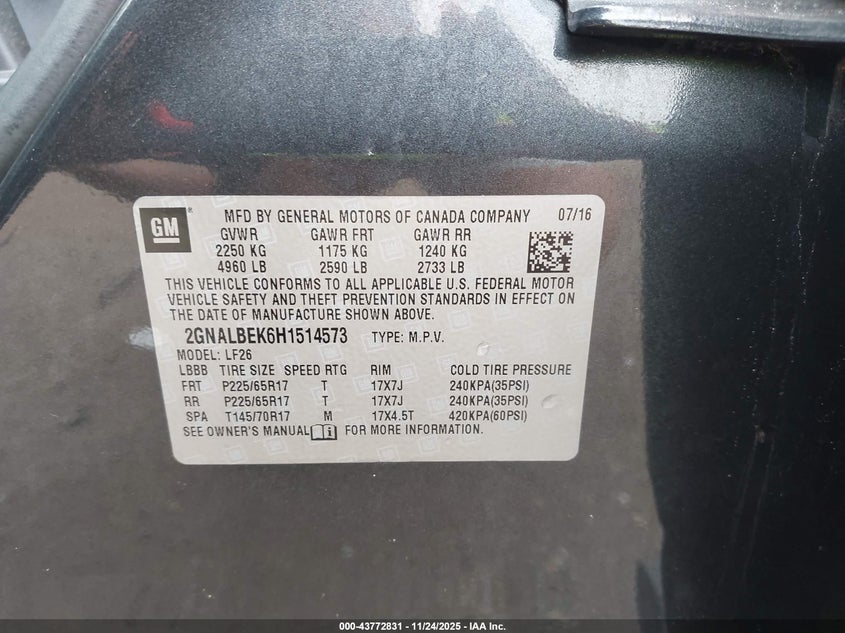 GM
MFD BY GENERAL MOTORS OF CANADA COMPANY 07/16
GVWR GAWR FRT GAWR RR
2250 KG 1175 KG 1240 KG
4960 LB 2590 LB 2733 LB
THIS VEHICLE CONFORMS TO ALL APPLICABLE U.S. FEDERAL MOTOR
VEHICLE SAFETY AND THEFT PREVENTION STANDARDS IN EFFECT ON
THE DATE OF MANUFACTURE SHOWN ABOVE.
2GNALBEK6H1514573 TYPE: M.P.V.
MODEL: LF26
LBBB TIRE SIZE SPEED RTG RIM COLD TIRE PRESSURE
FRT P225/65R17 T 17X7J 240KPA(35PSI)
RR P225/65R17 T 17X7J 240KPA(35PSI)
SPA T145/70R17 M 17X4.5T 420KPA(60PSI)
SEE OWNER'S MANUAL FOR MORE INFORMATION.
000-43772831 - 11/24/2025 - IAA Inc.